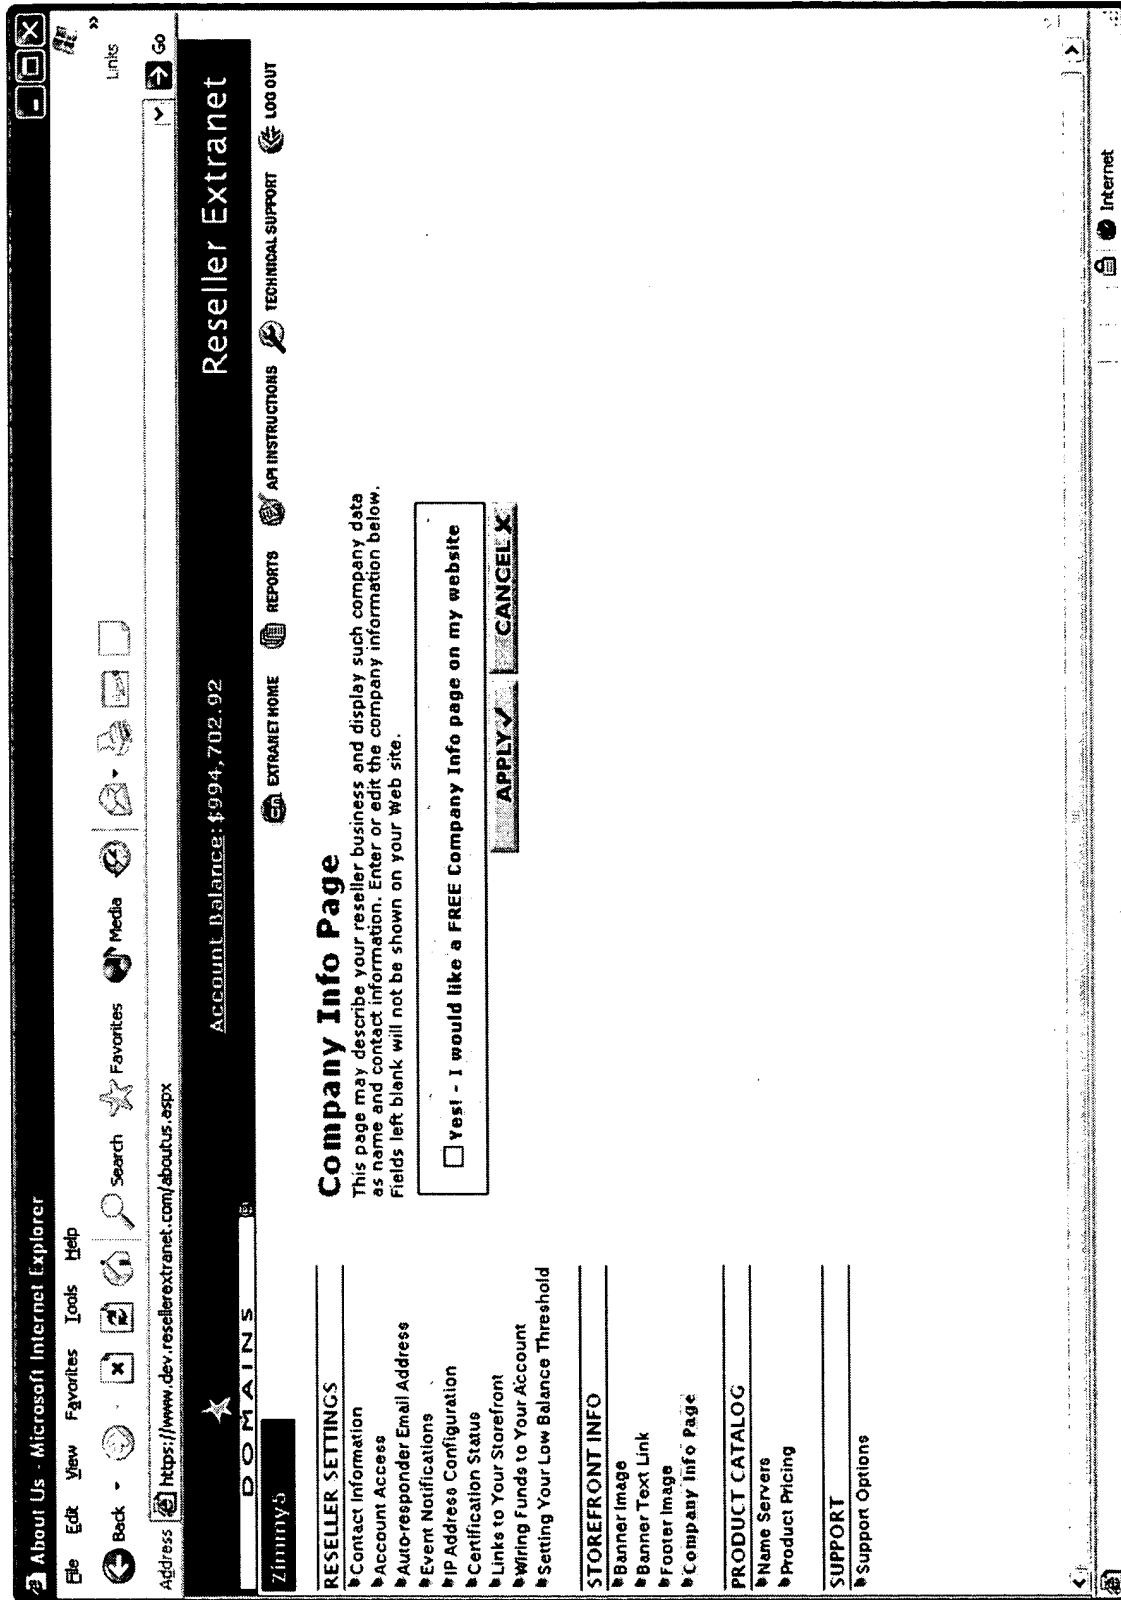 About Us - Microsoft Internet Explorer
File Edit View Favorites Tools Help
Back Search Favorites Media Links »
Address https://www.dev.resellerextranet.com/aboutus.aspx Go
DOMAINS
Account Balance: $994,702.92
Reseller Extranet
Zimmy5
EXTRANET HOME REPORTS API INSTRUCTIONS TECHNICAL SUPPORT LOG OUT
RESELLER SETTINGS
Contact Information
Account Access
Auto-responder Email Address
Event Notifications
IP Address Configuration
Certification Status
Links to Your Storefront
Wiring Funds to Your Account
Setting Your Low Balance Threshold
STOREFRONT INFO
Banner Image
Banner Text Link
Footer Image
Company Info Page
PRODUCT CATALOG
Name Servers
Product Pricing
SUPPORT
Support Options
Company Info Page
This page may describe your reseller business and display such company data
as name and contact information. Enter or edit the company information below.
Fields left blank will not be shown on your Web site.
Yes! - I would like a FREE Company Info page on my website
APPLY CANCEL
Internet